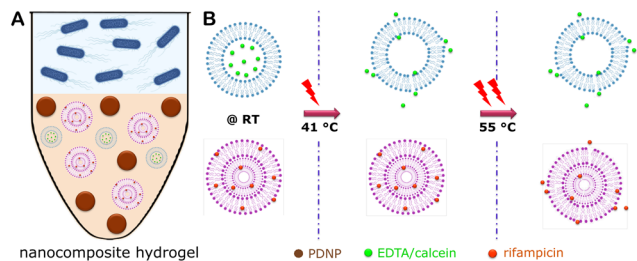 A
B
@ RT
41 °C
55 °C
nanocomposite hydrogel
PDNP
EDTA/calcein
rifampicin